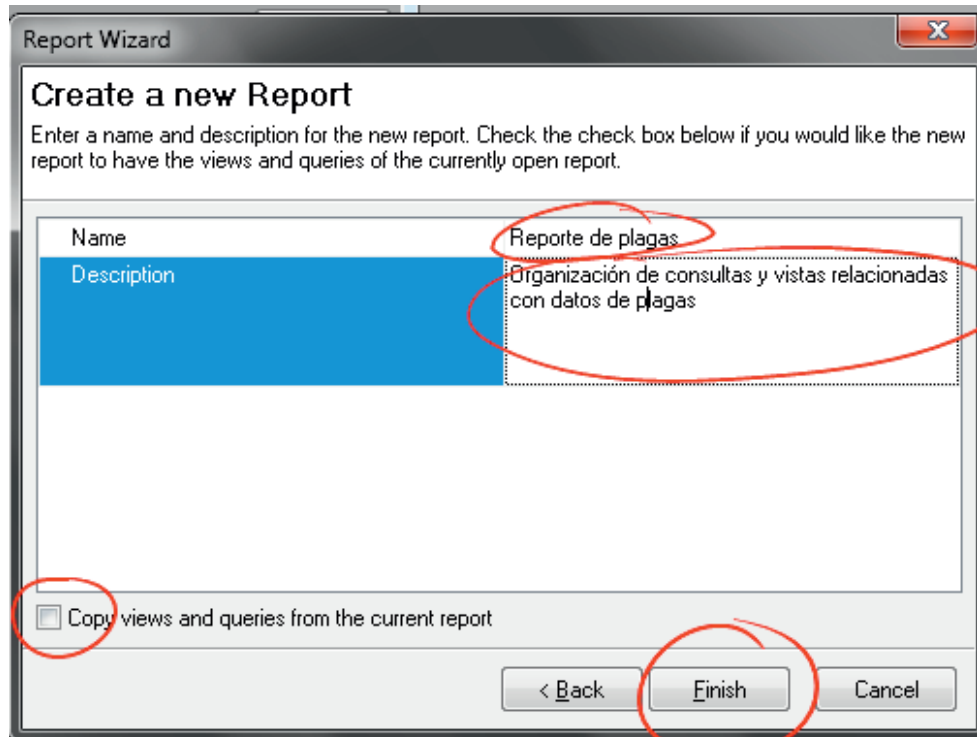 Report Wizard
Create a new Report
Enter a name and description for the new report. Check the check box below if you would like the new
report to have the views and queries of the currently open report.
Name
Reporte de plagas
Description
Organización de consultas y vistas relacionadas
con datos de plagas
Copy views and queries from the current report
< Back
Finish
Cancel